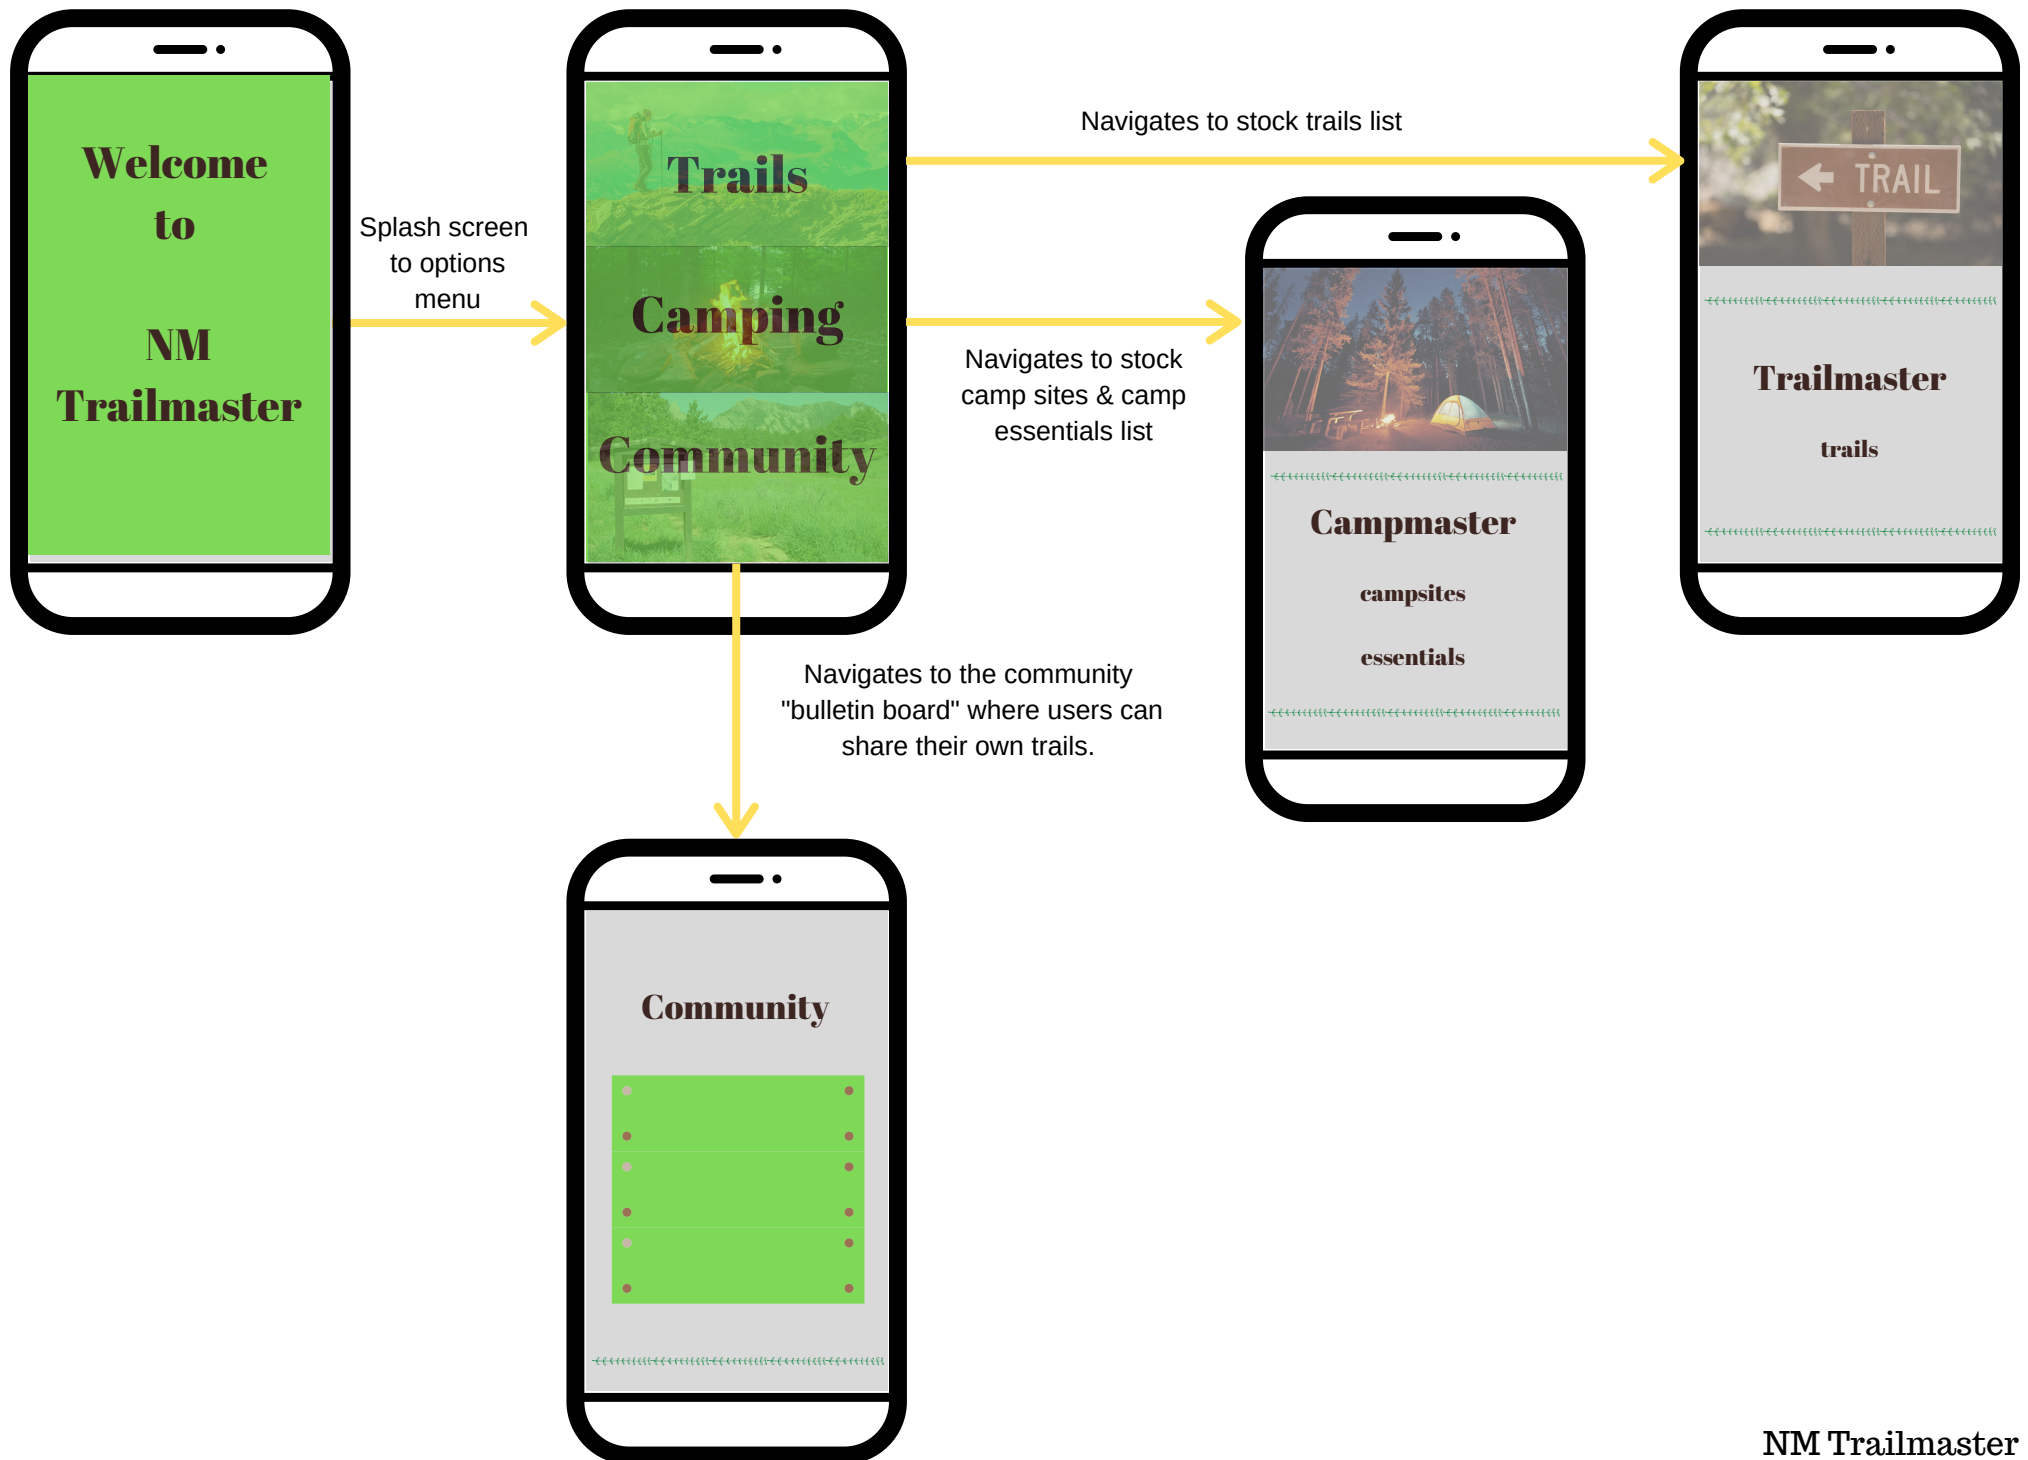 Welcome
to
NM
Trailmaster
Splash screen
to options
menu
Trails
Camping
Community
Navigates to stock trails list
Navigates to stock
camp sites & camp
essentials list
Campmaster
campsites
essentials
TRAIL
Trailmaster
trails
Navigates to the community
"bulletin board" where users can
share their own trails.
Community
NM Trailmaster